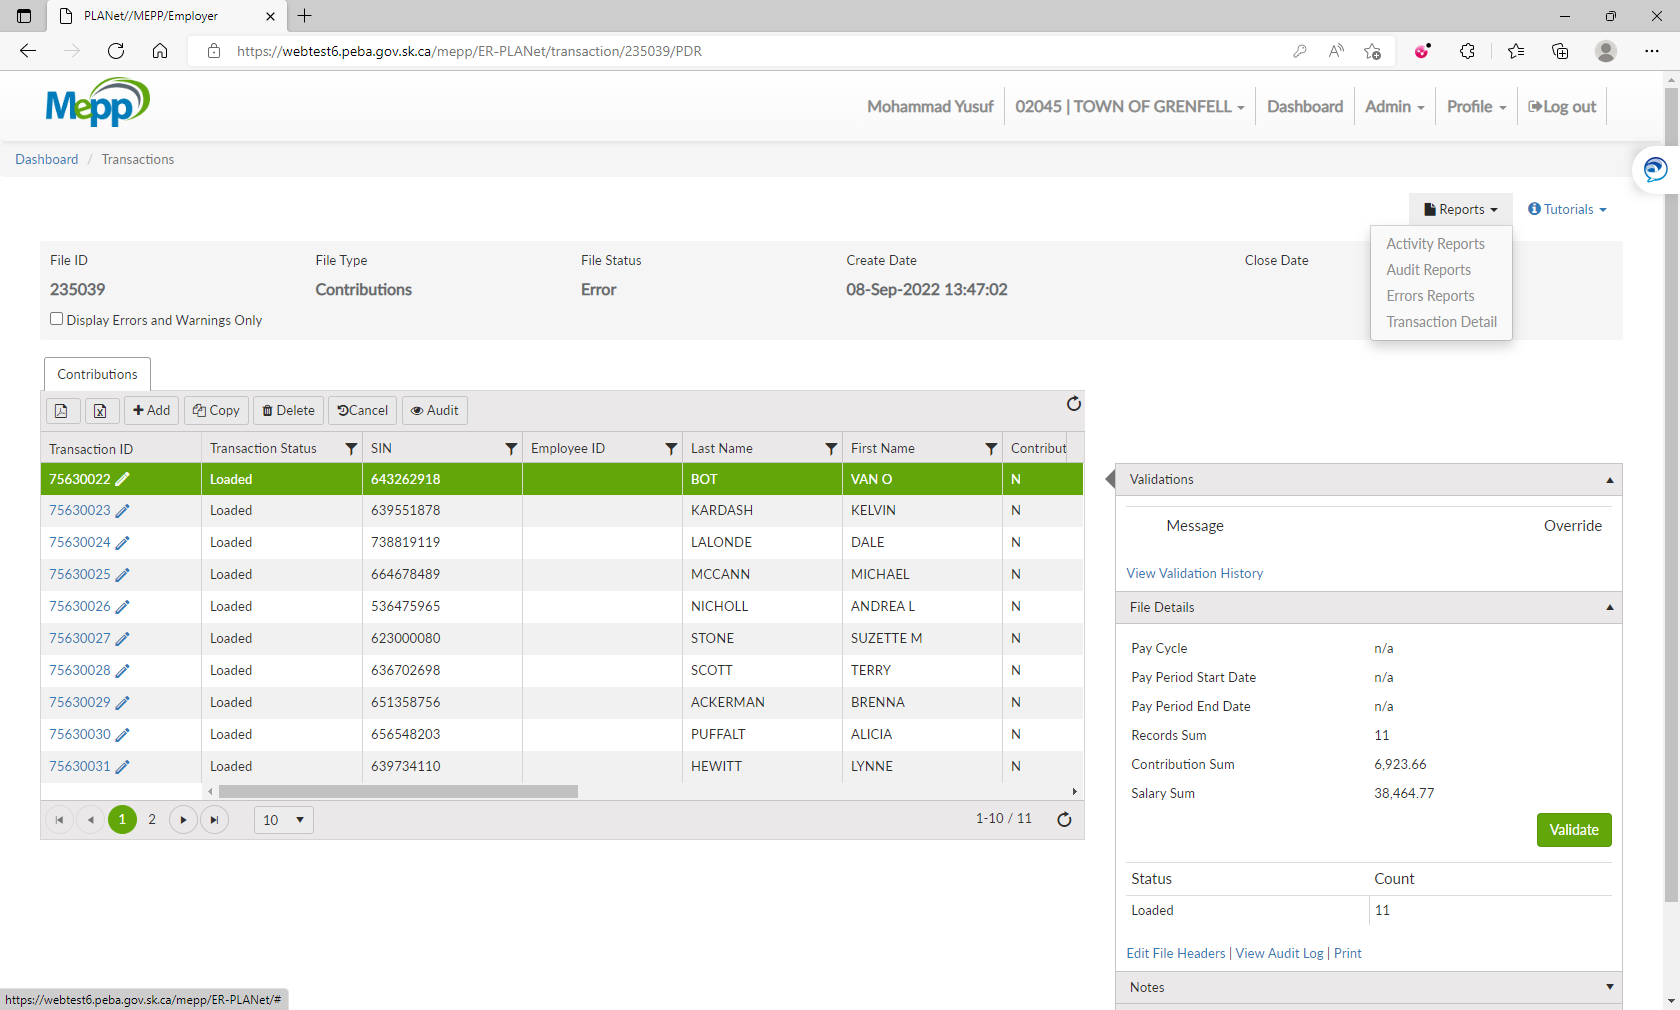 PLANet//MEPP/Employer
https://webtest6.peba.gov.sk.ca/mepp/ER-PLANet/transaction/235039/PDR
Mepp
Mohammad Yusuf
02045 | TOWN OF GRENFELL
Dashboard
Admin
Profile
Log out
Dashboard / Transactions
Reports
Tutorials
Activity Reports
Audit Reports
Errors Reports
Transaction Detail
File ID
File Type
File Status
Create Date
Close Date
235039
Contributions
Error
08-Sep-2022 13:47:02
Display Errors and Warnings Only
Contributions
Add
Copy
Delete
Cancel
Audit
Transaction ID Transaction Status SIN Employee ID Last Name First Name Contribut
75630022 Loaded 643262918 BOT VAN O N
75630023 Loaded 639551878 KARDASH KELVIN N
75630024 Loaded 738819119 LALONDE DALE N
75630025 Loaded 664678489 MCCANN MICHAEL N
75630026 Loaded 536475965 NICHOLL ANDREA L N
75630027 Loaded 623000080 STONE SUZETTE M N
75630028 Loaded 636702698 SCOTT TERRY N
75630029 Loaded 651358756 ACKERMAN BRENNA N
75630030 Loaded 656548203 PUFFALT ALICIA N
75630031 Loaded 639734110 HEWITT LYNNE N
1 2 10 1-10 / 11
Validations
Message Override
View Validation History
File Details
Pay Cycle n/a
Pay Period Start Date n/a
Pay Period End Date n/a
Records Sum 11
Contribution Sum 6,923.66
Salary Sum 38,464.77
Validate
Status Count
Loaded 11
Edit File Headers | View Audit Log | Print
Notes
https://webtest6.peba.gov.sk.ca/mepp/ER-PLANet/#